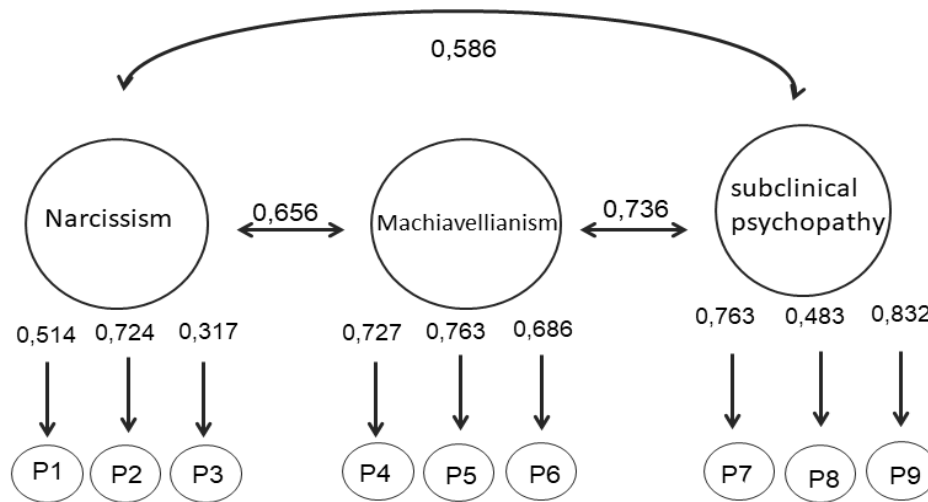 0,586
Narcissism
0,656
Machiavellianism
0,736
subclinical
psychopathy
0,514 0,724 0,317
0,727 0,763 0,686
0,763 0,483 0,832
P1 P2 P3
P4 P5 P6
P7 P8 P9